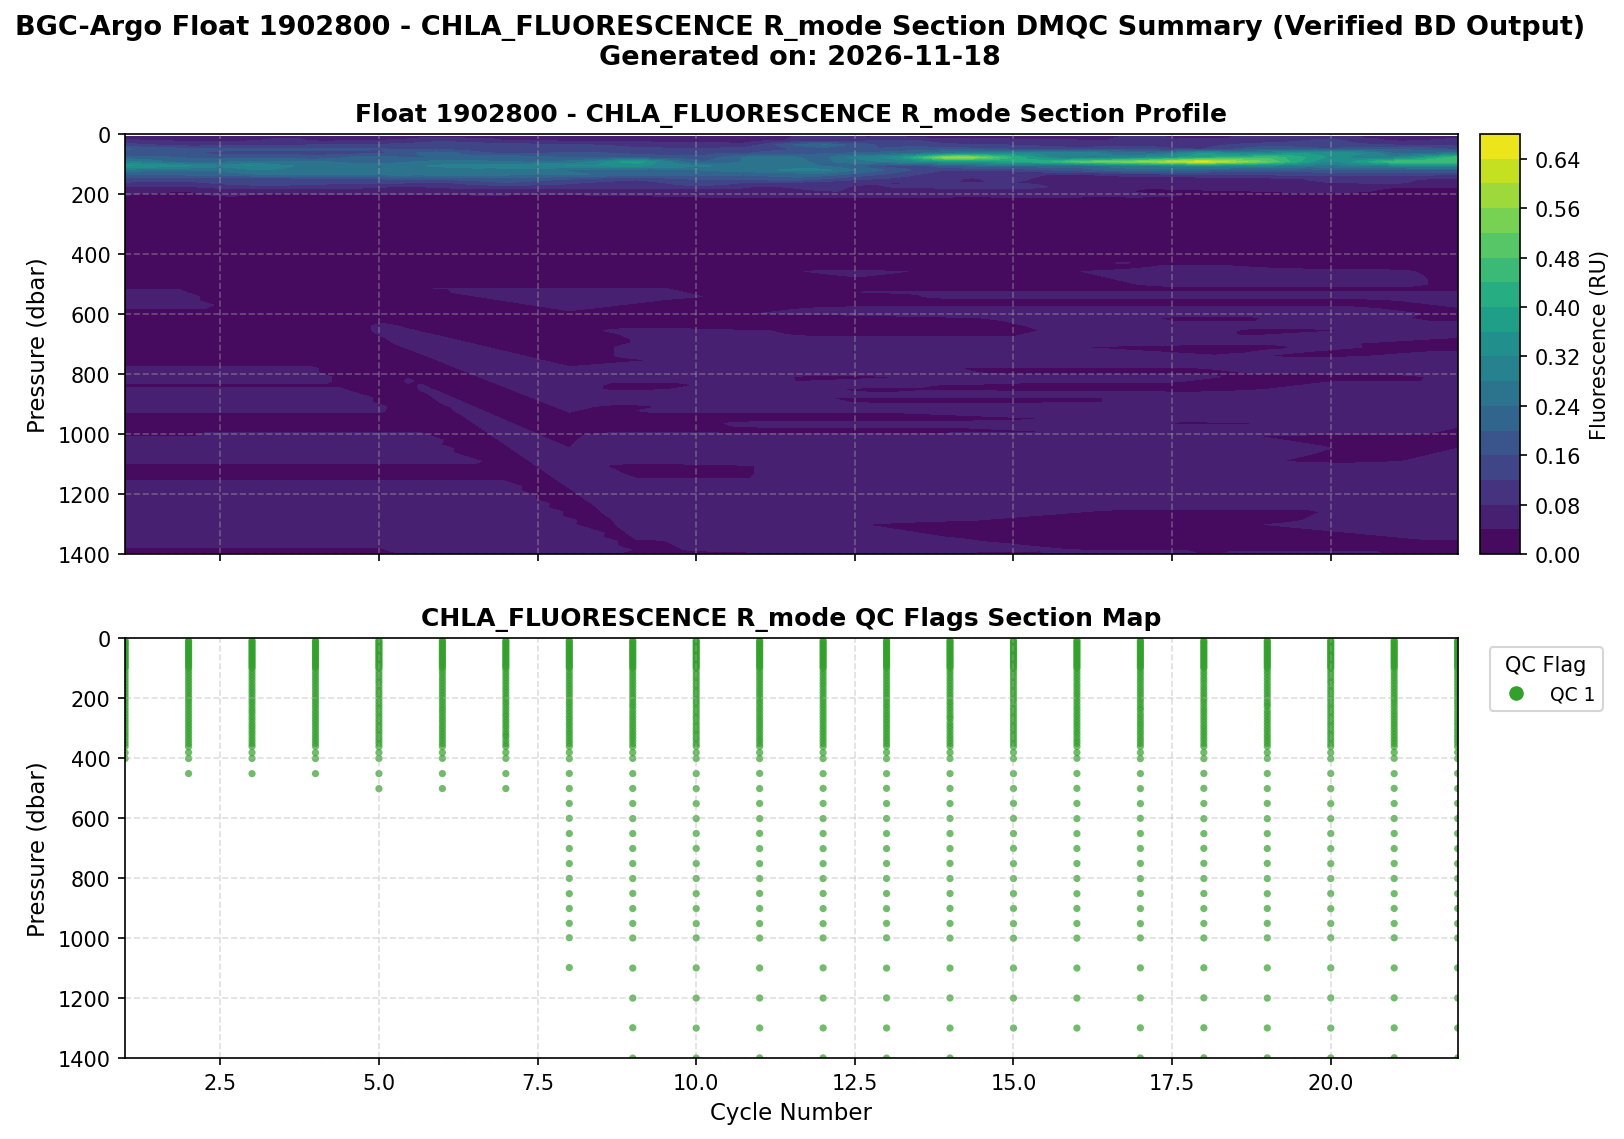 BGC-Argo Float 1902800 - CHLA_FLUORESCENCE R_mode Section DMQC Summary (Verified BD Output)
Generated on: 2026-11-18
Float 1902800 - CHLA_FLUORESCENCE R_mode Section Profile
Pressure (dbar)
0
200
400
600
800
1000
1200
1400
0.64
0.56
0.48
0.40
0.32
0.24
0.16
0.08
0.00
Fluorescence (RU)
CHLA_FLUORESCENCE R_mode QC Flags Section Map
Pressure (dbar)
0
200
400
600
800
1000
1200
1400
2.5 5.0 7.5 10.0 12.5 15.0 17.5 20.0
Cycle Number
QC Flag
QC 1